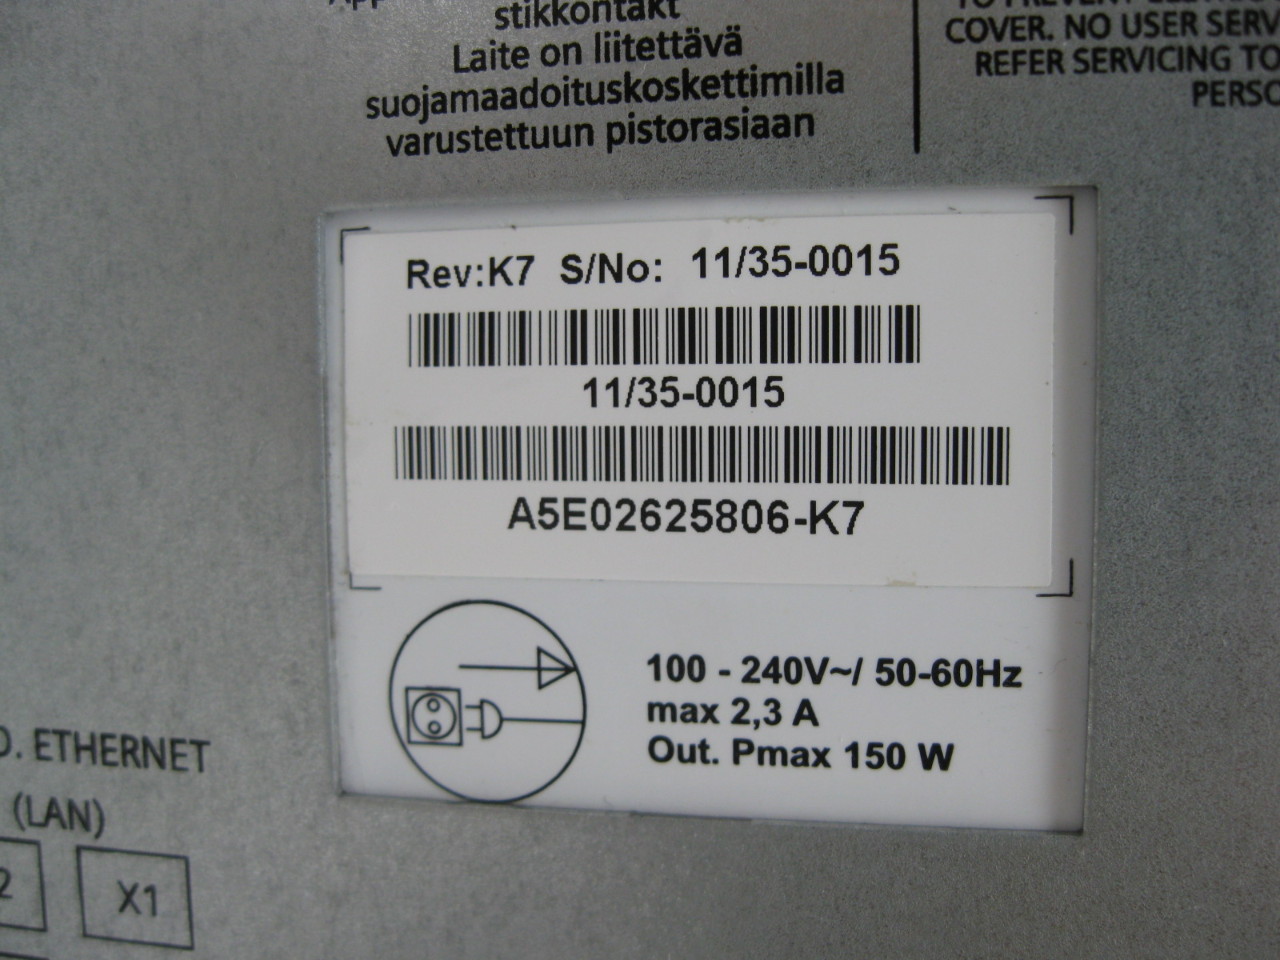 stikkontakt
Laite on liitettävä
suojamaadoituskoskettimilla
varustettuun pistorasiaan
COVER. NO USER SERV
REFER SERVICING TO
PERSO
Rev:K7 S/No: 11/35-0015
11/35-0015
A5E02625806-K7
100 - 240V~/ 50-60Hz
max 2,3 A
Out. Pmax 150 W
. ETHERNET
(LAN)
2
X1